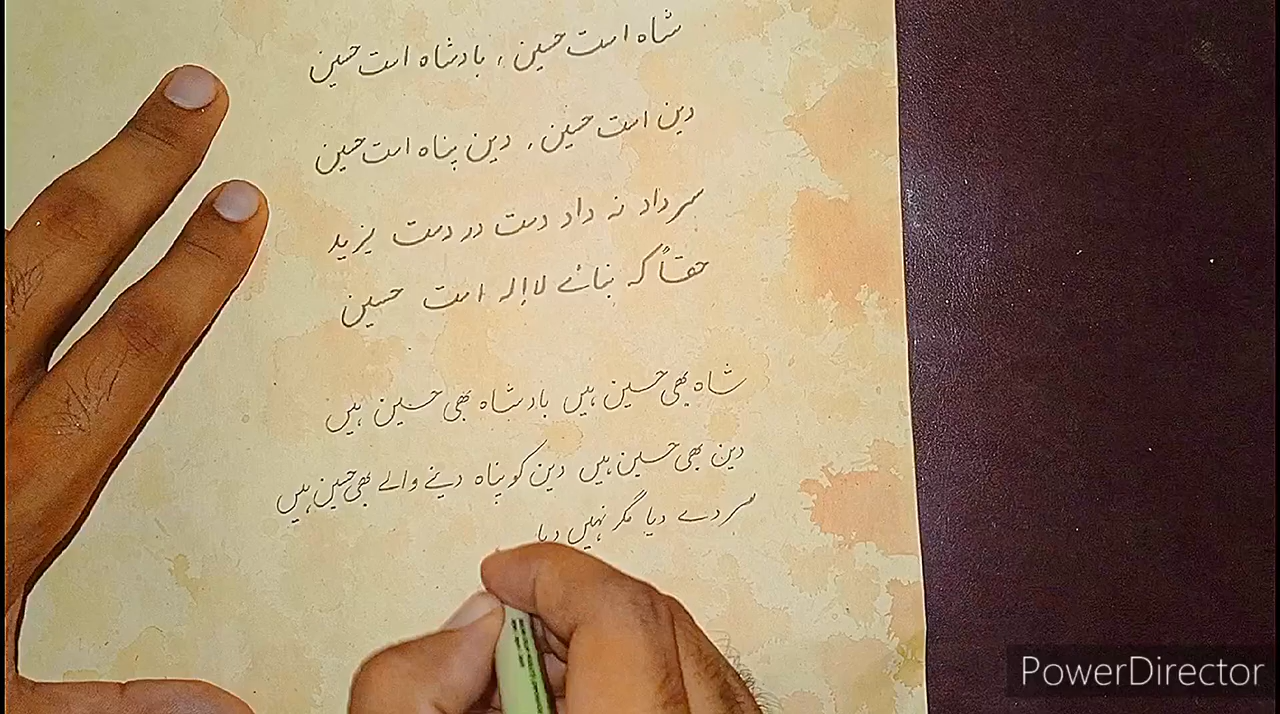 شاہ است حسین، بادشاہ است حسین
دین است حسین، دین پناہ است حسین
سر داد نہ داد دست در دست یزید
حقاً کہ بنائے لا الہ است حسین
شاہ بھی حسین ہیں بادشاہ بھی حسین ہیں
دین بھی حسین ہیں دین کو پناہ دینے والے بھی حسین ہیں
سر دے دیا مگر نہیں دیا
PowerDirector